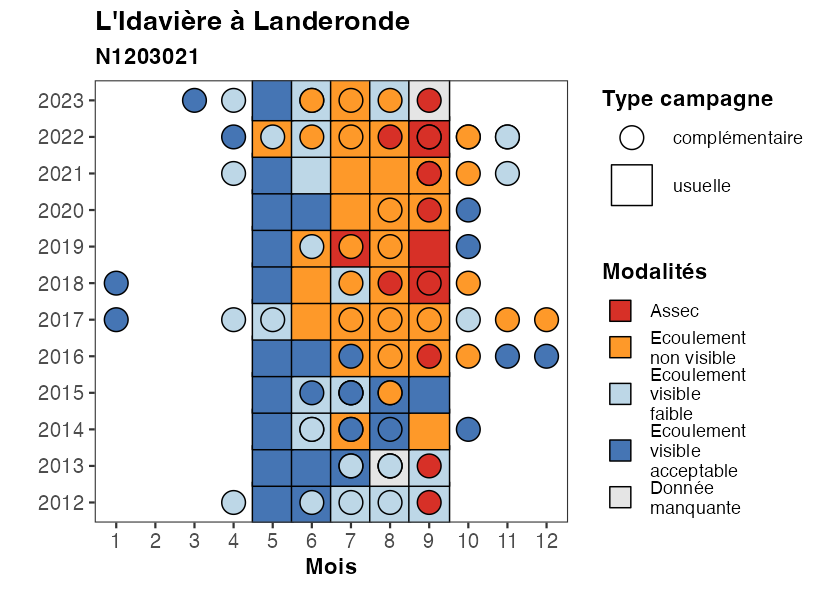 L'Idavière à Landeronde
N1203021
2023
2022
2021
2020
2019
2018
2017
2016
2015
2014
2013
2012
1 2 3 4 5 6 7 8 9 10 11 12
Mois
Type campagne
complémentaire
usuelle
Modalités
Assec
Ecoulement
non visible
Ecoulement
visible
faible
Ecoulement
visible
acceptable
Donnée
manquante